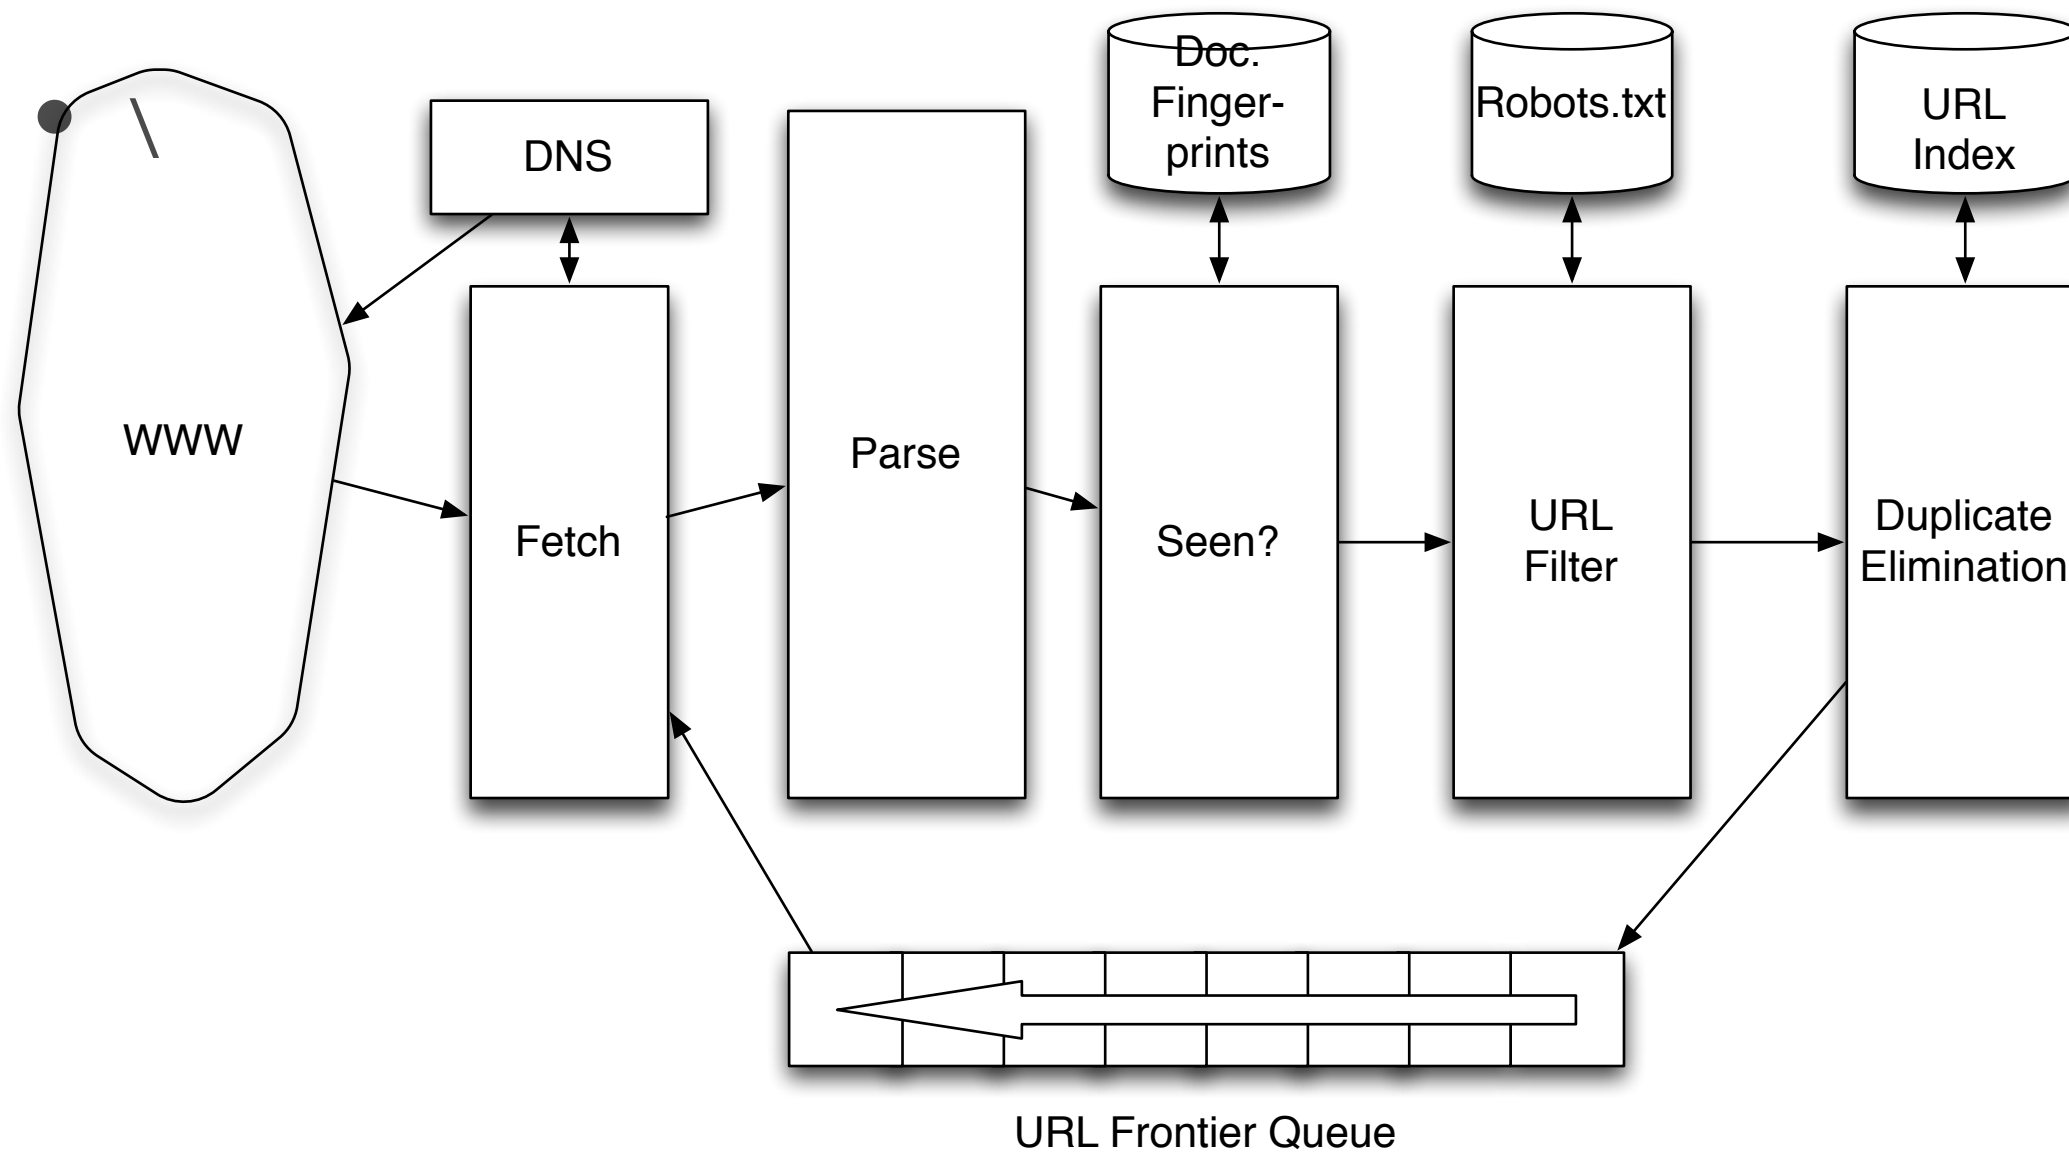 Doc.
Finger-
prints
Robots.txt
URL
Index
DNS
WWW
Parse
Fetch
Seen?
URL
Filter
Duplicate
Elimination
URL Frontier Queue